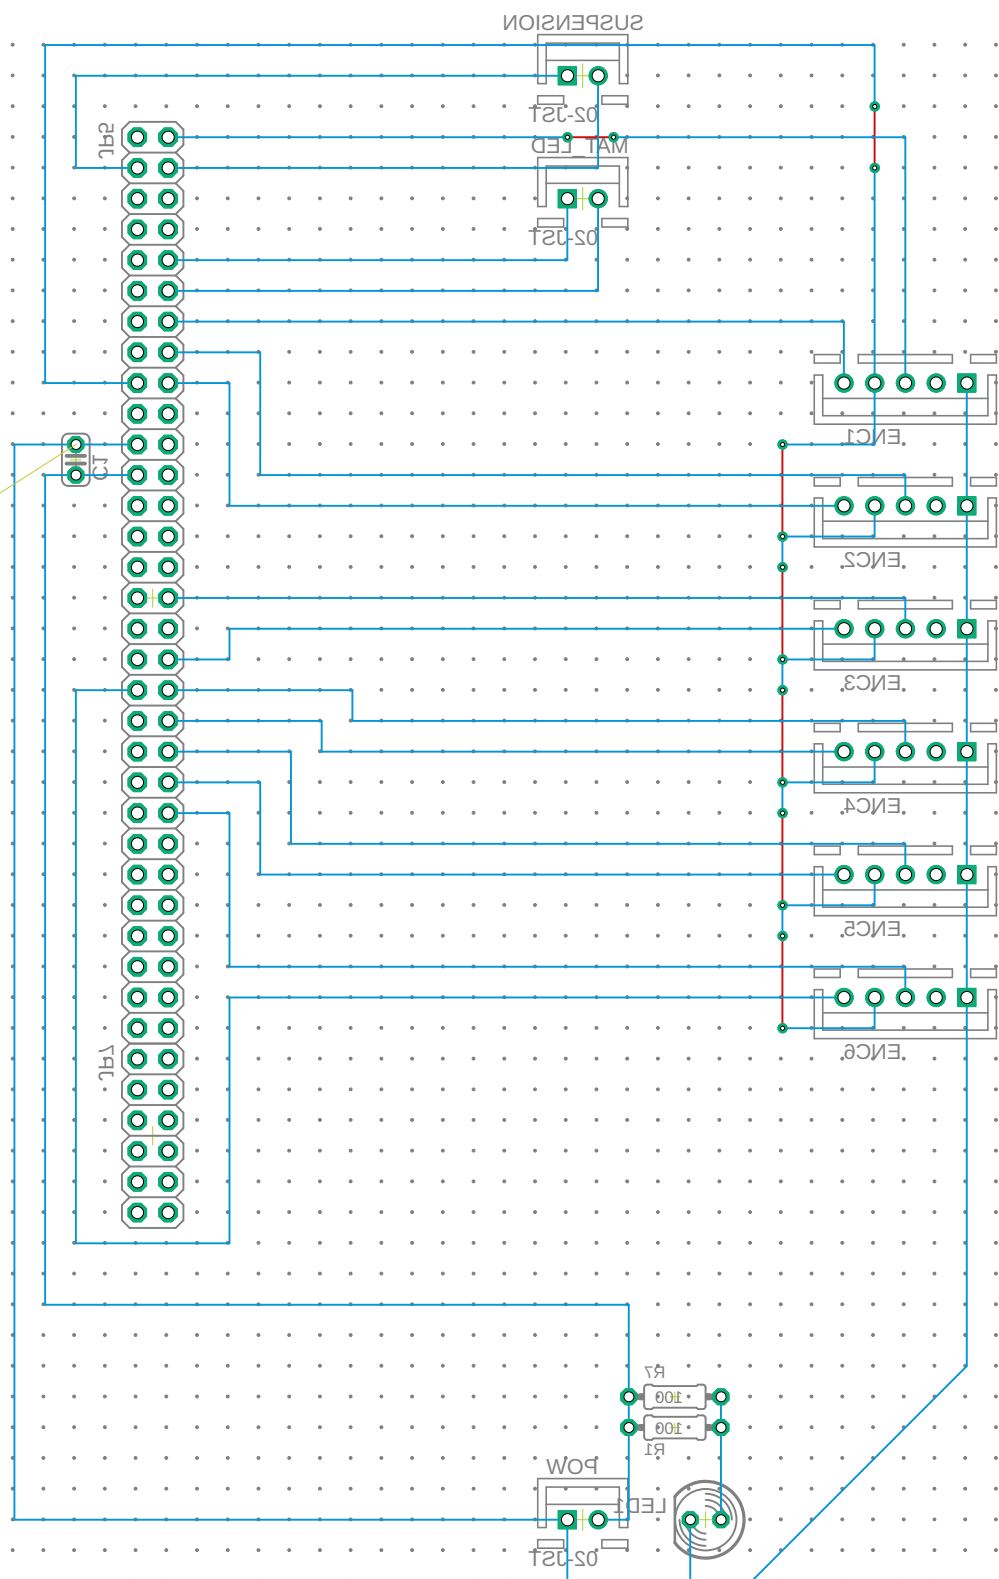 SUSPENSION
02-JST
JP5
MAT_LED
02-JST
ENC1
C1
ENC2
ENC3
ENC4
ENC5
ENC6
JP7
R7
100
100
R1
POW
LED1
02-JST